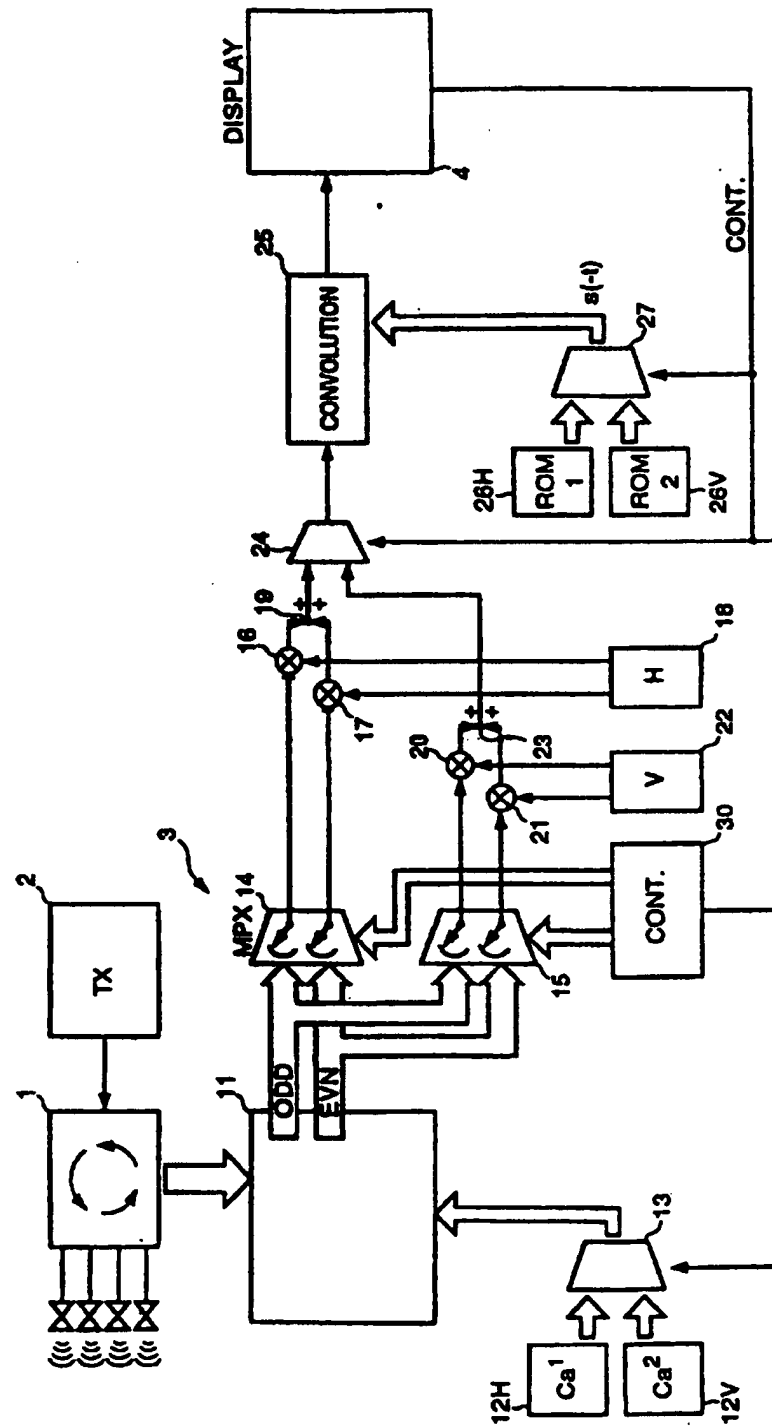 1
2
TX
3
11
ODD
EVN
MPX 14
15
16
17
19
+
+
20
21
23
+
+
24
25
CONVOLUTION
DISPLAY
4
H
18
V
22
CONT.
30
s(-t)
27
26H
ROM
1
ROM
2
26V
CONT.
13
12H
Ca¹
Ca²
12V